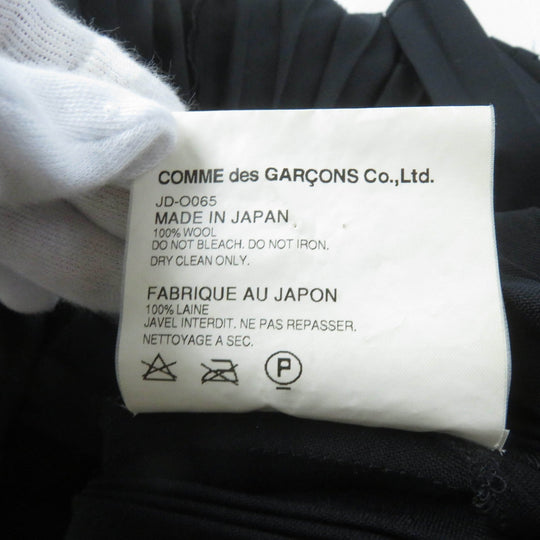 COMME des GARÇONS Co.,Ltd.
JD-O065
MADE IN JAPAN
100% WOOL
DO NOT BLEACH. DO NOT IRON.
DRY CLEAN ONLY.
FABRIQUE AU JAPON
100% LAINE
JAVEL INTERDIT. NE PAS REPASSER.
NETTOYAGE A SEC.
P